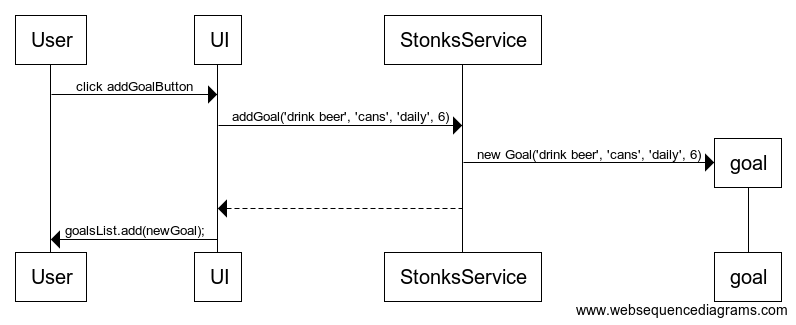 User
UI
StonksService
click addGoalButton
addGoal('drink beer', 'cans', 'daily', 6)
new Goal('drink beer', 'cans', 'daily', 6)
goal
goalsList.add(newGoal);
User
UI
StonksService
goal
www.websequencediagrams.com